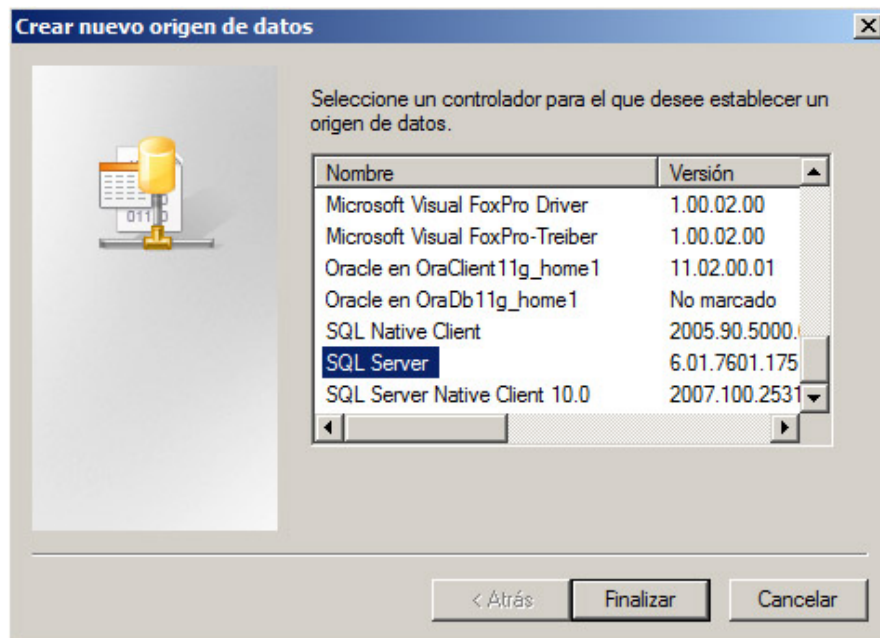 Crear nuevo origen de datos
Seleccione un controlador para el que desee establecer un
origen de datos.
Nombre Versión
Microsoft Visual FoxPro Driver 1.00.02.00
Microsoft Visual FoxPro-Treiber 1.00.02.00
Oracle en OraClient11g_home1 11.02.00.01
Oracle en OraDb11g_home1 No marcado
SQL Native Client 2005.90.5000.
SQL Server 6.01.7601.175
SQL Server Native Client 10.0 2007.100.2531
< Atrás Finalizar Cancelar